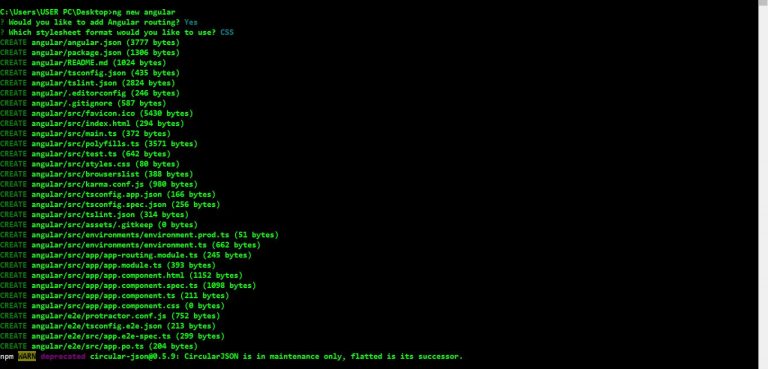 C:\Users\USER PC\Desktop>ng new angular
? Would you like to add Angular routing? Yes
? Which stylesheet format would you like to use? CSS
CREATE angular/angular.json (3777 bytes)
CREATE angular/package.json (1306 bytes)
CREATE angular/README.md (1024 bytes)
CREATE angular/tsconfig.json (435 bytes)
CREATE angular/tslint.json (2824 bytes)
CREATE angular/.editorconfig (246 bytes)
CREATE angular/.gitignore (587 bytes)
CREATE angular/src/favicon.ico (5430 bytes)
CREATE angular/src/index.html (294 bytes)
CREATE angular/src/main.ts (372 bytes)
CREATE angular/src/polyfills.ts (3571 bytes)
CREATE angular/src/test.ts (642 bytes)
CREATE angular/src/styles.css (80 bytes)
CREATE angular/src/browserslist (388 bytes)
CREATE angular/src/karma.conf.js (980 bytes)
CREATE angular/src/tsconfig.app.json (166 bytes)
CREATE angular/src/tsconfig.spec.json (256 bytes)
CREATE angular/src/tslint.json (314 bytes)
CREATE angular/src/assets/.gitkeep (0 bytes)
CREATE angular/src/environments/environment.prod.ts (51 bytes)
CREATE angular/src/environments/environment.ts (662 bytes)
CREATE angular/src/app/app-routing.module.ts (245 bytes)
CREATE angular/src/app/app.module.ts (393 bytes)
CREATE angular/src/app/app.component.html (1152 bytes)
CREATE angular/src/app/app.component.spec.ts (1098 bytes)
CREATE angular/src/app/app.component.ts (211 bytes)
CREATE angular/src/app/app.component.css (0 bytes)
CREATE angular/e2e/protractor.conf.js (752 bytes)
CREATE angular/e2e/tsconfig.e2e.json (213 bytes)
CREATE angular/e2e/src/app.e2e-spec.ts (299 bytes)
CREATE angular/e2e/src/app.po.ts (204 bytes)
npm WARN deprecated circular-json@0.5.9: CircularJSON is in maintenance only, flatted is its successor.